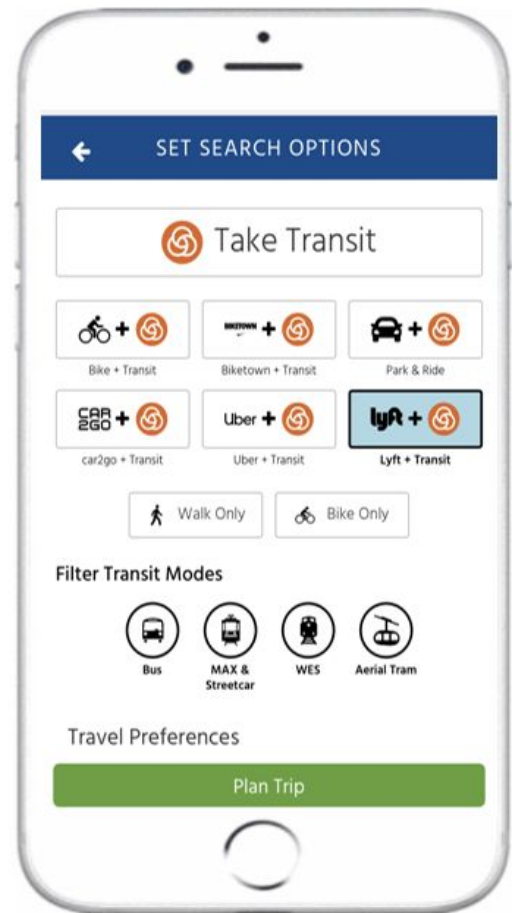 SET SEARCH OPTIONS
Take Transit
+
BIKETOWN +
+
Bike + Transit
Biketown + Transit
Park & Ride
CAR
2GO +
Uber +
lyft +
car2go + Transit
Uber + Transit
Lyft + Transit
Walk Only
Bike Only
Filter Transit Modes
Bus
MAX &
Streetcar
WES
Aerial Tram
Travel Preferences
Plan Trip